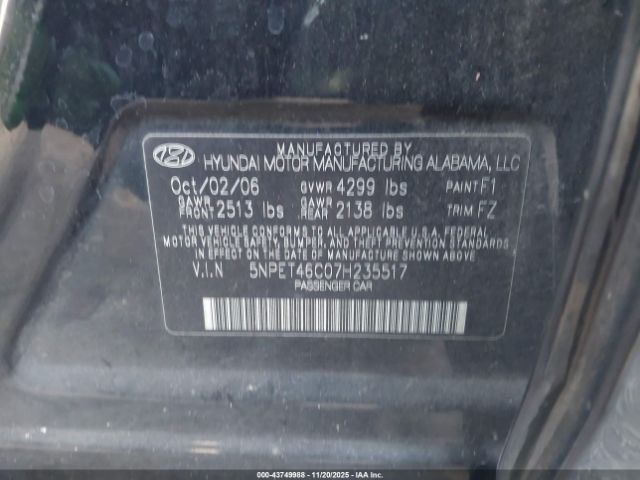 MANUFACTURED BY
HYUNDAI MOTOR MANUFACTURING ALABAMA, LLC
Oct/02/06 GVWR 4299 lbs PAINT F1
GAWR FRONT 2513 lbs GAWR .REAR 2138 lbs TRIM FZ
THIS VEHICLE CONFORMS TO ALL APPLICABLE U.S.A. FEDERAL
MOTOR VEHICLE SAFETY, BUMPER, AND THEFT PREVENTION
STANDARDS IN EFFECT ON THE DATE OF MANUFACTURE SHOWN ABOVE
V.I.N 5NPET46C07H235517
PASSENGER CAR
© IAA 43749988 - 11/20/2025 - IAA Holdings, LLC